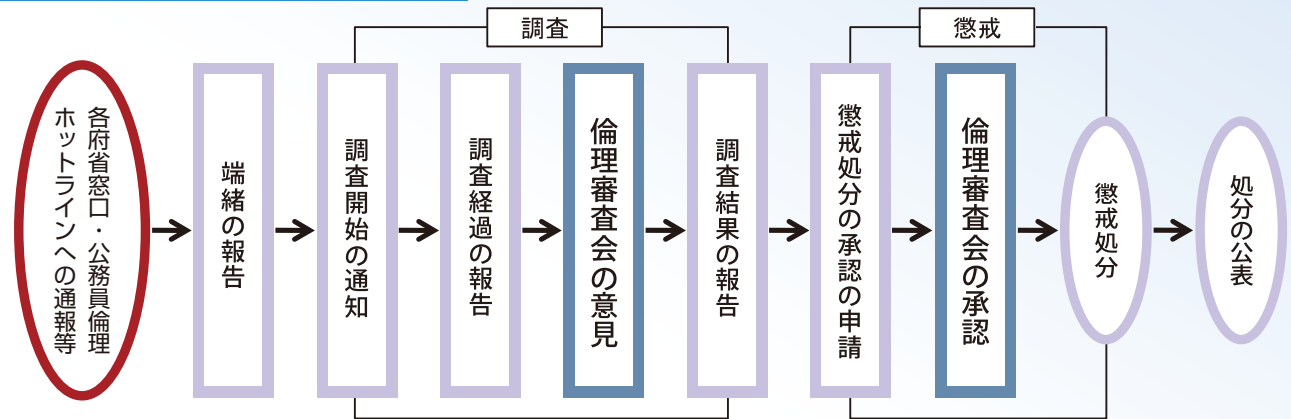 調査
懲戒
各府省窓口・公務員倫理
ホットラインへの通報等
端緒の報告
調査開始の通知
調査経過の報告
倫理審査会の意見
調査結果の報告
懲戒処分の承認の申請
倫理審査会の承認
懲戒処分
処分の公表